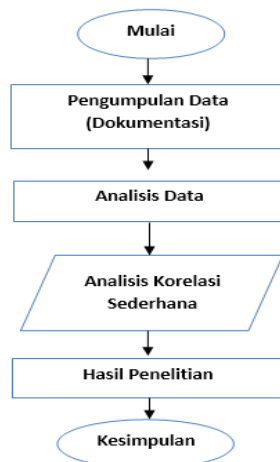 Mulai
Pengumpulan Data
(Dokumentasi)
Analisis Data
Analisis Korelasi
Sederhana
Hasil Penelitian
Kesimpulan